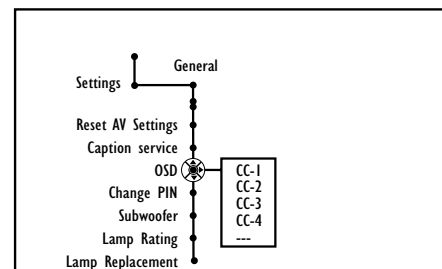 General
Settings
Reset AV Settings
Caption service
OSD
CC-1
CC-2
CC-3
CC-4
---
Change PIN
Subwoofer
Lamp Rating
Lamp Replacement